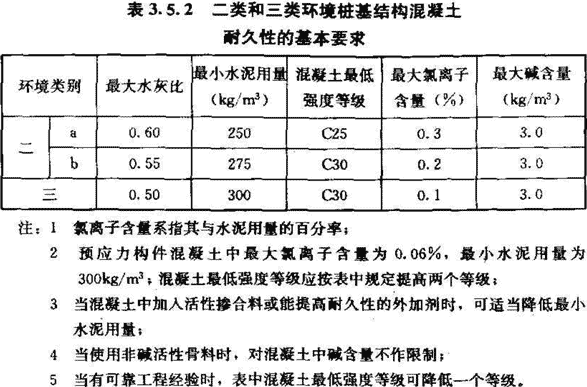 表 3.5.2 二类和三类环境桩基结构混凝土
耐久性的基本要求
环境类别 最大水灰比 最小水泥用量 (kg/m³) 混凝土最低 强度等级 最大氯离子 含量（%） 最大碱含量 (kg/m³)
二 a 0.60 250 C25 0.3 3.0
b 0.55 275 C30 0.2 3.0
三 0.50 300 C30 0.1 3.0
注：1 氯离子含量系指其与水泥用量的百分率；
2 预应力构件混凝土中最大氯离子含量为 0.06%，最小水泥用量为
300kg/m³；混凝土最低强度等级应按表中规定提高两个等级；
3 当混凝土中加入活性掺合料或能提高耐久性的外加剂时，可适当降低最小
水泥用量；
4 当使用非碱活性骨料时，对混凝土中碱含量不作限制；
5 当有可靠工程经验时，表中混凝土最低强度等级可降低一个等级。